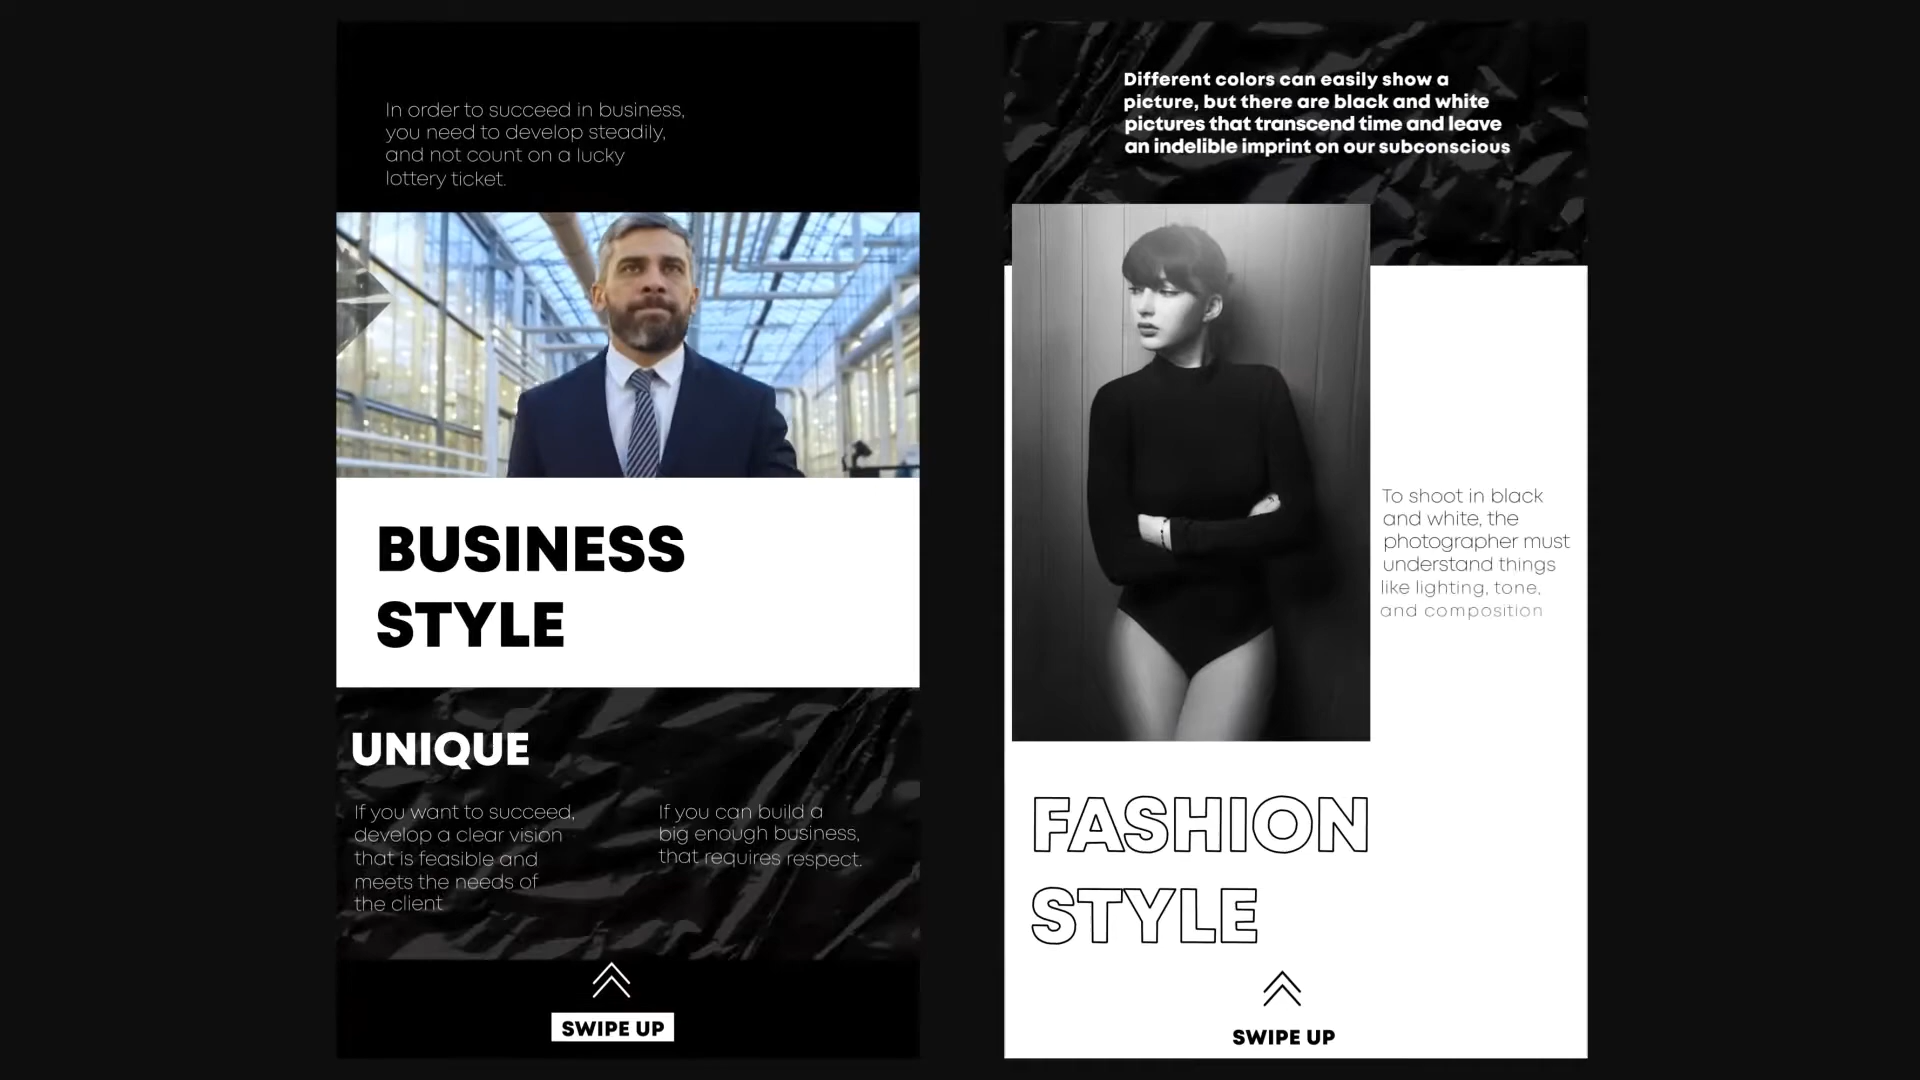 In order to succeed in business,
you need to develop steadily,
and not count on a lucky
lottery ticket.
BUSINESS
STYLE
UNIQUE
If you want to succeed,
develop a clear vision
that is feasible and
meets the needs of
the client
If you can build a
big enough business,
that requires respect.
SWIPE UP
Different colors can easily show a
picture, but there are black and white
pictures that transcend time and leave
an indelible imprint on our subconscious
To shoot in black
and white, the
photographer must
understand things
like lighting, tone,
and composition
FASHION
STYLE
SWIPE UP